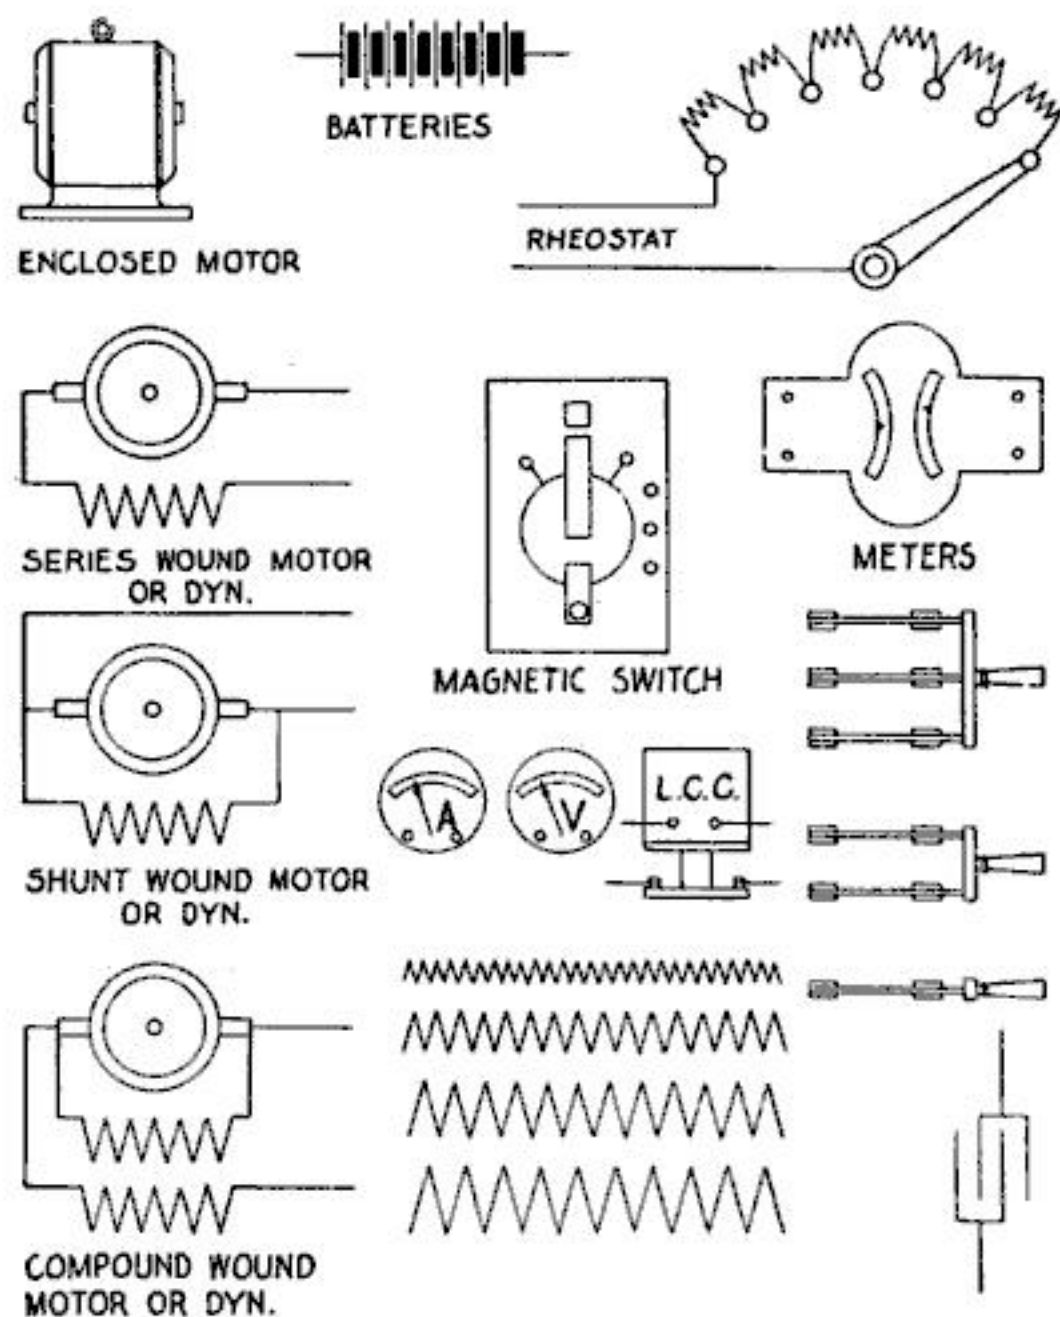 BATTERIES
RHEOSTAT
ENCLOSED MOTOR
SERIES WOUND MOTOR
OR DYN.
MAGNETIC SWITCH
METERS
A
V
L.C.C.
SHUNT WOUND MOTOR
OR DYN.
COMPOUND WOUND
MOTOR OR DYN.